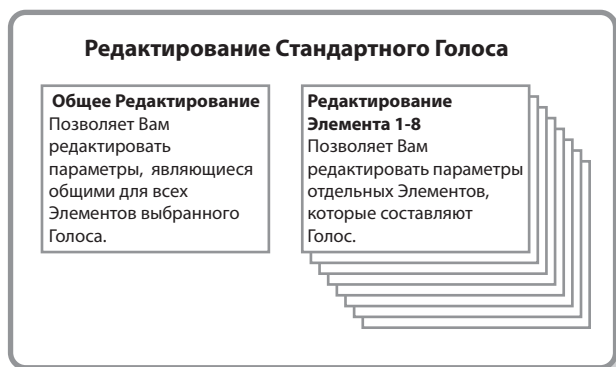 Редактирование Стандартного Голоса
Общее Редактирование
Позволяет Вам
редактировать
параметры, являющиеся
общими для всех
Элементов выбранного
Голоса.
Редактирование
Элемента 1-8
Позволяет Вам
редактировать параметры
отдельных Элементов,
которые составляют
Голос.